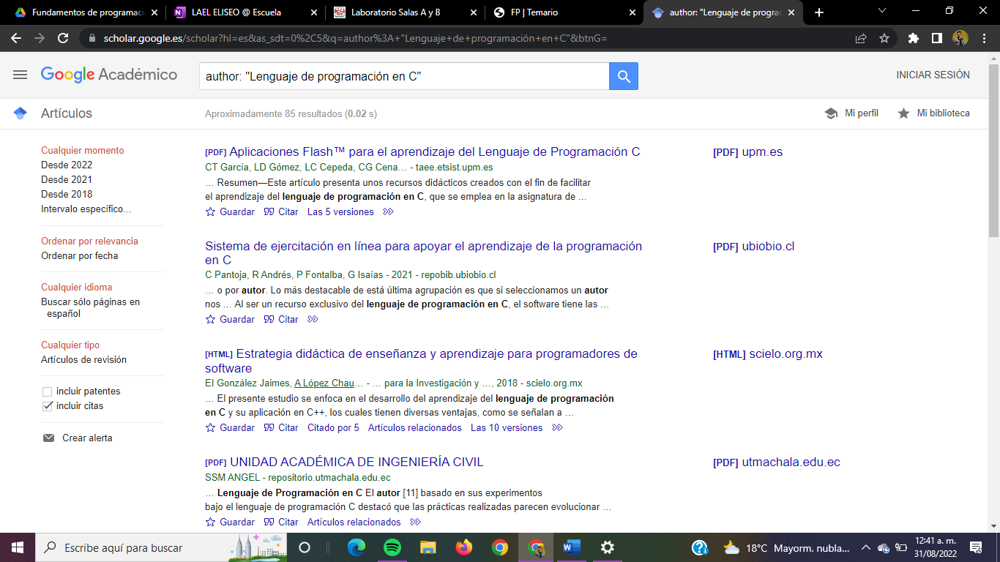 Fundamentos de programaci
LAEL ELISEO @ Escuela
Laboratorio Salas A y B
FP | Temario
author: "Lenguaje de progra
scholar.google.es/scholar?hl=es&as_sdt=0%2C5&q=author%3A+"Lenguaje+de+programación+en+C"&btnG=
Google Académico
author: "Lenguaje de programación en C"
INICIAR SESIÓN
Artículos
Aproximadamente 85 resultados (0.02 s)
Mi perfil
Mi biblioteca
Cualquier momento
Desde 2022
Desde 2021
Desde 2018
Intervalo específico...
Ordenar por relevancia
Ordenar por fecha
Cualquier idioma
Buscar sólo páginas en
español
Cualquier tipo
Artículos de revisión
incluir patentes
incluir citas
Crear alerta
[PDF] Aplicaciones Flash™ para el aprendizaje del Lenguaje de Programación C
CT García, LD Gómez, LC Cepeda, CG Cena… - taee.etsist.upm.es
… Resumen—Este artículo presenta unos recursos didácticos creados con el fin de facilitar
el aprendizaje del lenguaje de programación en C, que se emplea en la asignatura de …
Guardar Citar Las 5 versiones
[PDF] upm.es
Sistema de ejercitación en línea para apoyar el aprendizaje de la programación
en C
C Pantoja, R Andrés, P Fontalba, G Isaías - 2021 - repobib.ubiobio.cl
… o por autor. Lo más destacable de está última agrupación es que si seleccionamos un autor
nos … Al ser un recurso exclusivo del lenguaje de programación en C, el software tiene las …
Guardar Citar
[PDF] ubiobio.cl
[HTML] Estrategia didáctica de enseñanza y aprendizaje para programadores de
software
EI González Jaimes, A López Chau… - … para la Investigación y …, 2018 - scielo.org.mx
… El presente estudio se enfoca en el desarrollo del aprendizaje del lenguaje de programación
en C y su aplicación en C++, los cuales tienen diversas ventajas, como se señalan a …
Guardar Citar Citado por 5 Artículos relacionados Las 10 versiones
[HTML] scielo.org.mx
[PDF] UNIDAD ACADÉMICA DE INGENIERÍA CIVIL
SSM ANGEL - repositorio.utmachala.edu.ec
… Lenguaje de Programación en C El autor [11] basado en sus experimentos
bajo el lenguaje de programación C destacó que las prácticas realizadas parecen evolucionar …
Guardar Citar Artículos relacionados
[PDF] utmachala.edu.ec
Escribe aquí para buscar
18°C Mayorm. nubla...
12:41 a. m.
31/08/2022